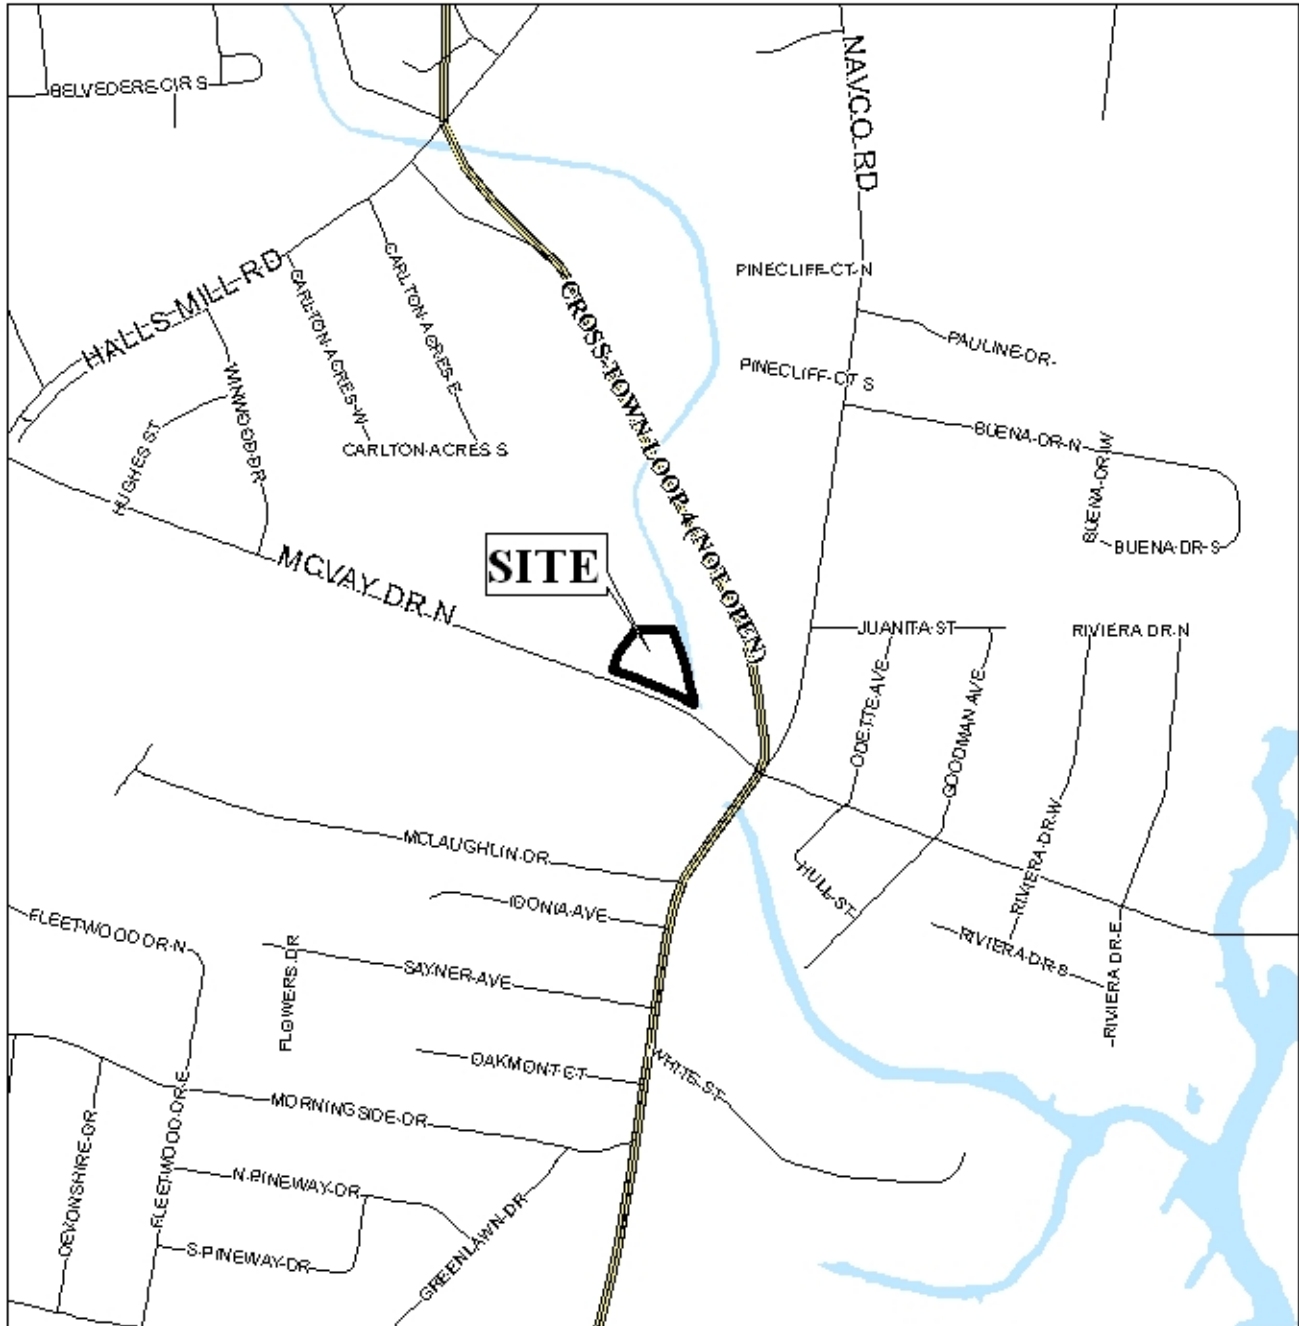 BELVEDERE CIR S
NAVCO RD
HALLS MILL RD
CARLTON ACRES E
CARLTON ACRES W
PINECLIFF CT N
CROSS TOWN LOOP 4 (NOT OPEN)
PAULINE DR
PINECLIFF CT S
WINWOOD DR
HUGHES ST
CARLTON ACRES S
BUENA DR N
BUENA DR W
BUENA DR S
MCVAY DR N
SITE
JUANITA ST
RIVIERA DR N
ODETTE AVE
GOODMAN AVE
MCLAUGHLIN DR
RIVIERA DR W
HULL ST
IDONIA AVE
FLEETWOOD DR N
RIVIERA DR S
RIVIERA DR E
FLOWERS DR
SAYNER AVE
OAKMONT CT
WHITE ST
MORNINGSIDE DR
DEVONSHIRE DR
FLEETWOOD DR E
N PINEWAY DR
S PINEWAY DR
GREENLAWN DR